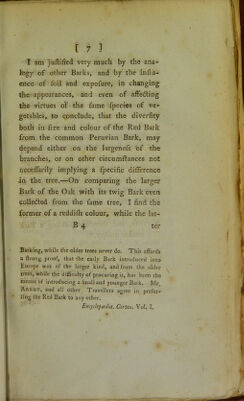 [ 7 ]
I am justified very much by the ana-
logy of other Barks, and by the influ-
ence of soil and exposure, in changing
the appearances, and even of affecting
the virtues of the same species of ve-
getables, to conclude, that the diversity
both in size and colour of the Red Bark
from the common Peruvian Bark, may
depend either on the largeness of the
branches, or on other circumstances not
necessarily implying a specific difference
in the tree.—On comparing the larger
Bark of the Oak with its twig Bark even
collected from the same tree, I find the
former of a reddish colour, while the lat-
B 4 ter
Barking, while the older trees never do. This affords
a strong proof, that the early Bark introduced into
Europe was of the larger kind, and from the older
trees, while the difficulty of procuring it, has been the
means of introducing a small and younger Bark. Mr.
and all other Travellers agree in prefer-
ring the Red Bark to any other.
Encyclopædia. Cortex. Vol. I.